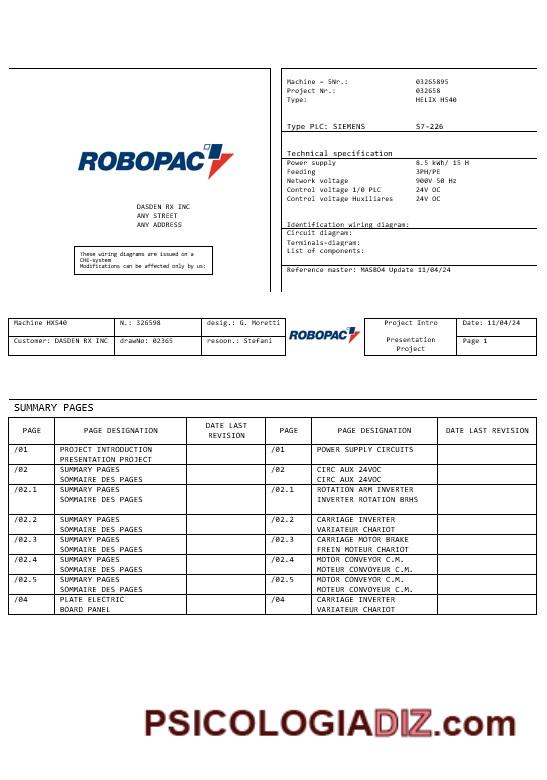 Machine – SNr.: 03265895
Project Nr.: 032658
Type: HELIX H540
Type PLC: SIEMENS S7-226
ROBOPAC
Technical specification
Power supply 8.5 kWh/ 15 H
Feeding 3PH/PE
Network voltage 900V 50 Hz
Control voltage 1/0 PLC 24V OC
Control voltage Huxiliares 24V OC
DASDEN RX INC
ANY STREET
ANY ADDRESS
Identification wiring diagram:
Circuit diagram:
Terminals-diagram:
List of components:
These wiring diagrams are issued on a
CHE-system
Modifications can be affected only by us:
Reference master: MASBO4 Update 11/04/24
Machine HX540 N.: 326598 desig.: G. Moretti ROBOPAC Project Intro Date: 11/04/24
Customer: DASDEN RX INC drawNo: 02365 resoon.: Stefani Presentation Project Page 1
SUMMARY PAGES
PAGE PAGE DESIGNATION DATE LAST REVISION PAGE PAGE DESIGNATION DATE LAST REVISION
/01 PROJECT INTRODUCTION /01 POWER SUPPLY CIRCUITS
PRESENTATION PROJECT
/02 SUMMARY PAGES /02 CIRC AUX 24VOC
SOMMAIRE DES PAGES CIRC AUX 24VOC
/02.1 SUMMARY PAGES /02.1 ROTATION ARM INVERTER
SOMMAIRE DES PAGES INVERTER ROTATION BRHS
/02.2 SUMMARY PAGES /02.2 CARRIAGE INVERTER
SOMMAIRE DES PAGES VARIATEUR CHARIOT
/02.3 SUMMARY PAGES /02.3 CARRIAGE MOTOR BRAKE
SOMMAIRE DES PAGES FREIN MOTEUR CHARIOT
/02.4 SUMMARY PAGES /02.4 MOTOR CONVEYOR C.M.
SOMMAIRE DES PAGES MOTEUR CONVOYEUR C.M.
/02.5 SUMMARY PAGES /02.5 MOTOR CONVEYOR C.M.
SOMMAIRE DES PAGES MOTEUR CONVOYEUR C.M.
/04 PLATE ELECTRIC /04 CARRIAGE INVERTER
BOARD PANEL VARIATEUR CHARIOT
PSICOLOGIADIZ.com